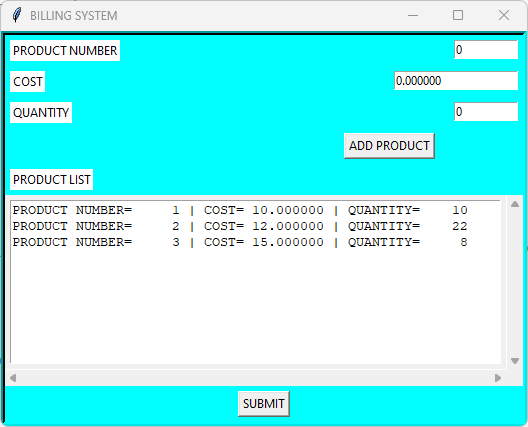 BILLING SYSTEM
PRODUCT NUMBER 0
COST 0.000000
QUANTITY 0
ADD PRODUCT
PRODUCT LIST
PRODUCT NUMBER=     1 | COST= 10.000000 | QUANTITY=    10
PRODUCT NUMBER=     2 | COST= 12.000000 | QUANTITY=    22
PRODUCT NUMBER=     3 | COST= 15.000000 | QUANTITY=     8
SUBMIT